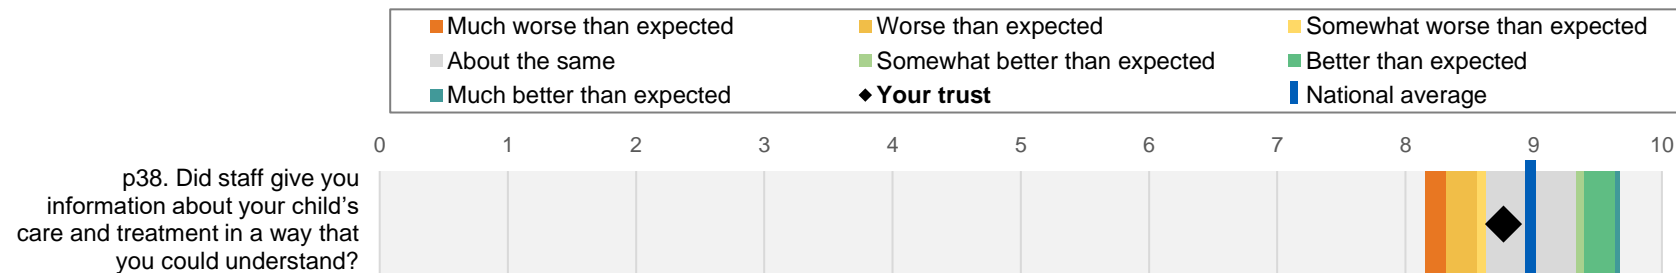 Much worse than expected Worse than expected Somewhat worse than expected
About the same Somewhat better than expected Better than expected
Much better than expected Your trust National average
0 1 2 3 4 5 6 7 8 9 10
p38. Did staff give you
information about your child's
care and treatment in a way that
you could understand?